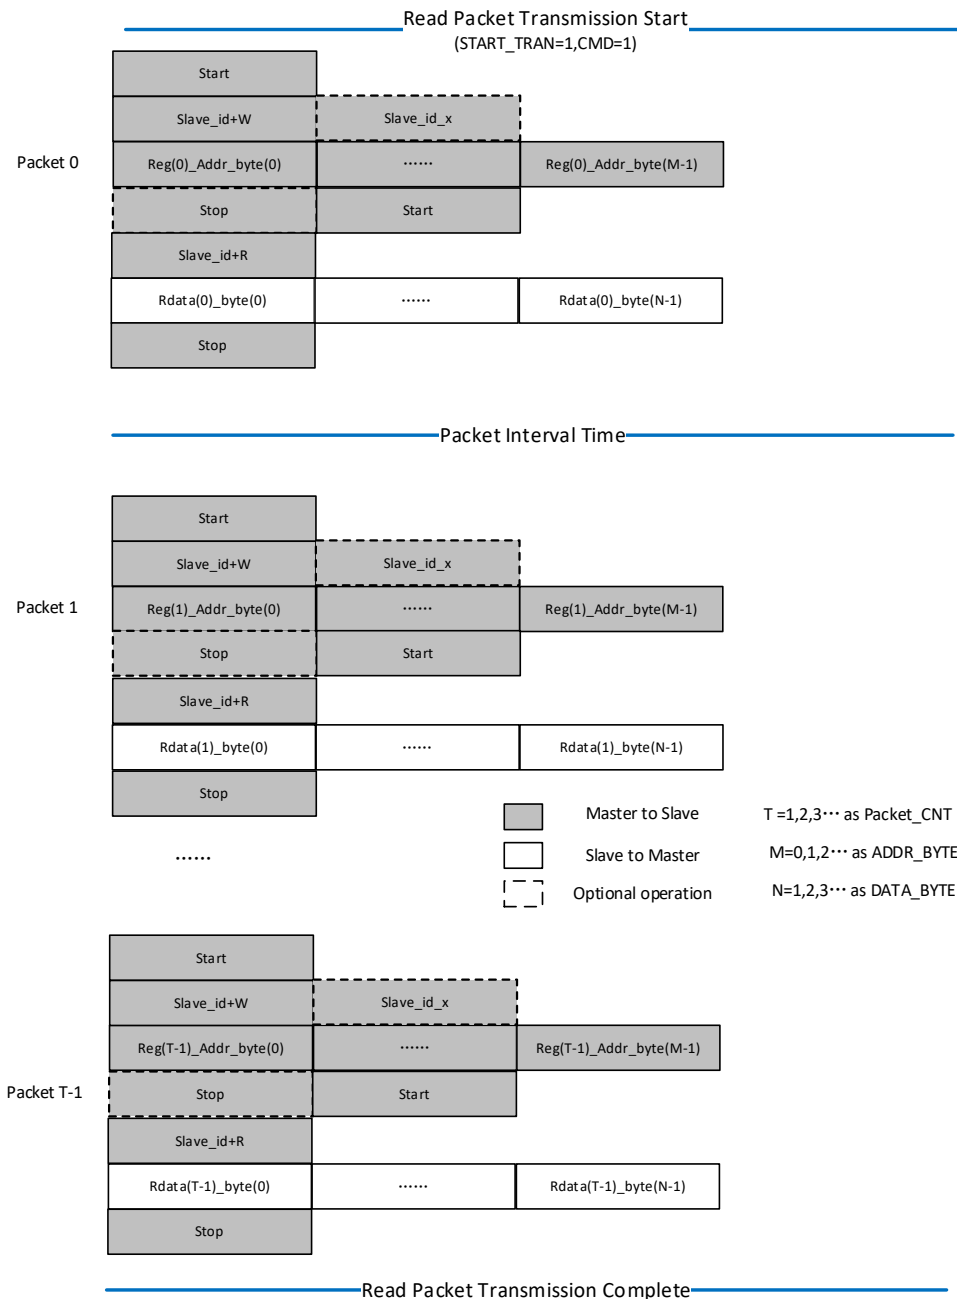 Read Packet Transmission Start
(START_TRAN=1,CMD=1)
Start
Slave_id+W Slave_id_x
Packet 0
Reg(0)_Addr_byte(0) ······ Reg(0)_Addr_byte(M-1)
Stop Start
Slave_id+R
Rdata(0)_byte(0) ······ Rdata(0)_byte(N-1)
Stop
Packet Interval Time
Start
Slave_id+W Slave_id_x
Packet 1
Reg(1)_Addr_byte(0) ······ Reg(1)_Addr_byte(M-1)
Stop Start
Slave_id+R
Rdata(1)_byte(0) ······ Rdata(1)_byte(N-1)
Stop
Master to Slave T =1,2,3··· as Packet_CNT
······
Slave to Master M=0,1,2··· as ADDR_BYTE
Optional operation N=1,2,3··· as DATA_BYTE
Start
Slave_id+W Slave_id_x
Reg(T-1)_Addr_byte(0) ······ Reg(T-1)_Addr_byte(M-1)
Packet T-1
Stop Start
Slave_id+R
Rdata(T-1)_byte(0) ······ Rdata(T-1)_byte(N-1)
Stop
Read Packet Transmission Complete